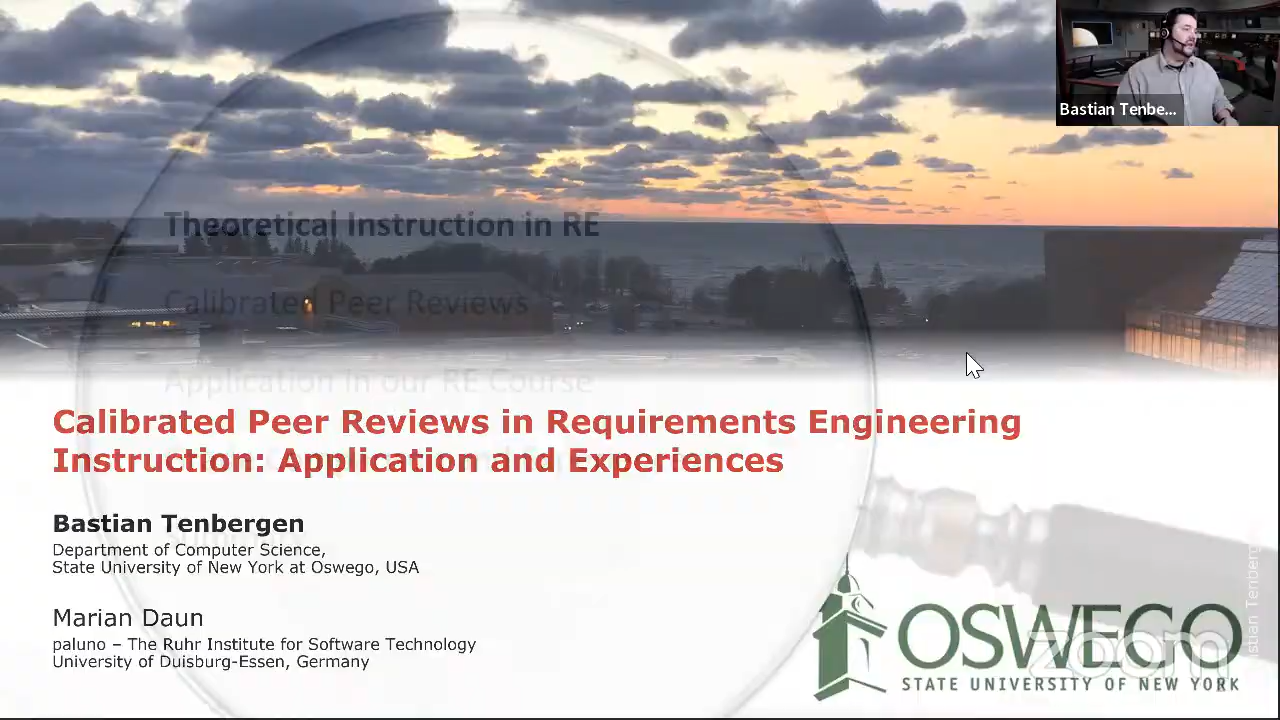 Bastian Tenbe...
Theoretical Instruction in RE
Calibrated Peer Reviews
Application in our RE Course
Calibrated Peer Reviews in Requirements Engineering
Instruction: Application and Experiences
Bastian Tenbergen
Department of Computer Science,
State University of New York at Oswego, USA
Marian Daun
paluno – The Ruhr Institute for Software Technology
University of Duisburg-Essen, Germany
OSWEGO
STATE UNIVERSITY OF NEW YORK
zoom